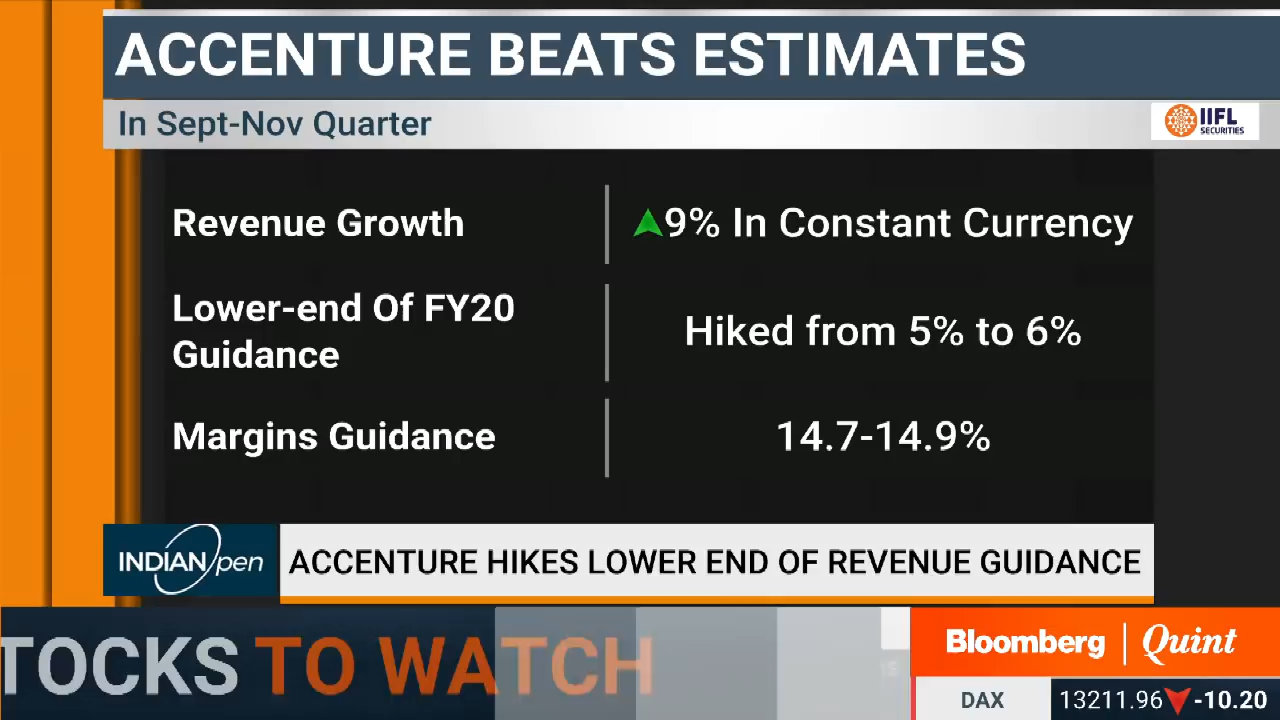 ACCENTURE BEATS ESTIMATES
In Sept-Nov Quarter
IIFL
SECURITIES
Revenue Growth
9% In Constant Currency
Lower-end Of FY20
Guidance
Hiked from 5% to 6%
Margins Guidance
14.7-14.9%
INDIAN pen
ACCENTURE HIKES LOWER END OF REVENUE GUIDANCE
TOCKS TO WATCH
Bloomberg | Quint
DAX 13211.96 -10.20